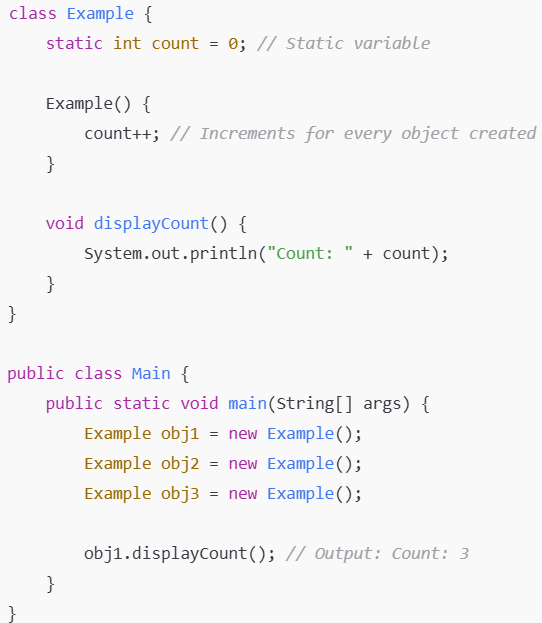 class Example {
    static int count = 0; // Static variable

    Example() {
        count++; // Increments for every object created
    }

    void displayCount() {
        System.out.println("Count: " + count);
    }
}

public class Main {
    public static void main(String[] args) {
        Example obj1 = new Example();
        Example obj2 = new Example();
        Example obj3 = new Example();

        obj1.displayCount(); // Output: Count: 3
    }
}